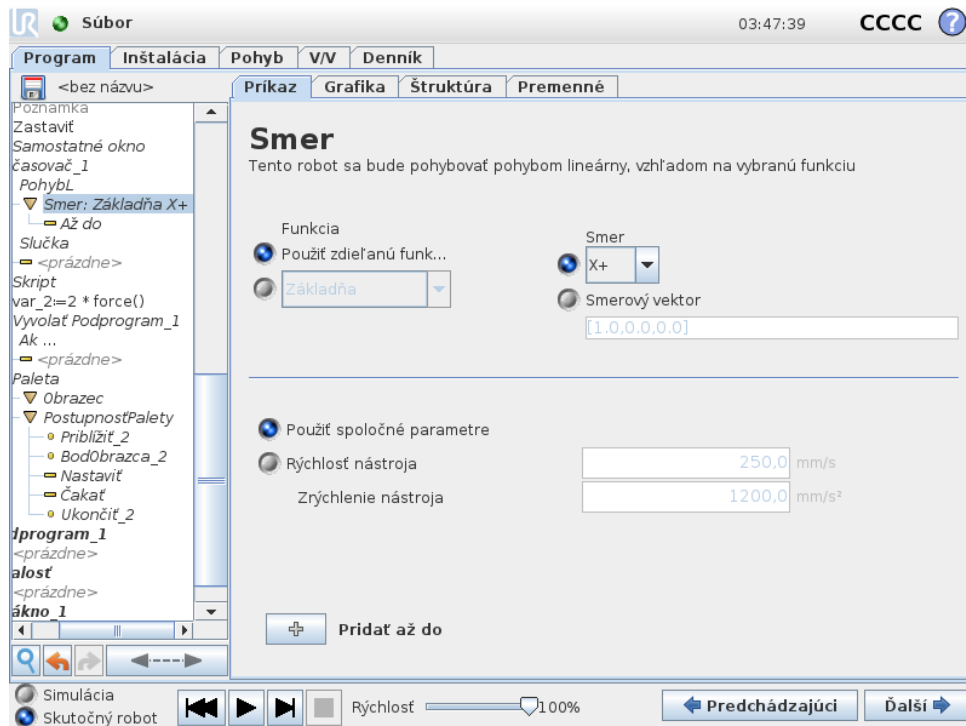 UR Súbor 03:47:39 CCCC ?
Program Inštalácia Pohyb V/V Denník
<bez názvu>
Príkaz Grafika Štruktúra Premenné
Poznámka
Zastaviť
Samostatné okno
časovač_1
PohybL
Smer: Základňa X+
Až do
Slučka
<prázdne>
Skript
var_2:=2 * force()
Vyvolať Podprogram_1
Ak ...
<prázdne>
Paleta
Obrazec
PostupnosťPalety
Priblížiť_2
BodObrazca_2
Nastaviť
Čakať
Ukončiť_2
dprogram_1
<prázdne>
alosť
<prázdne>
ákno_1
Smer
Tento robot sa bude pohybovať pohybom lineárny, vzhľadom na vybranú funkciu
Funkcia
Použiť zdieľanú funk...
Základňa
Smer
X+
Smerový vektor
[1.0,0.0,0.0]
Použiť spoločné parametre
Rýchlosť nástroja 250,0 mm/s
Zrýchlenie nástroja 1200,0 mm/s²
Pridať až do
Simulácia
Skutočný robot
Rýchlosť 100%
Predchádzajúci
Ďalší